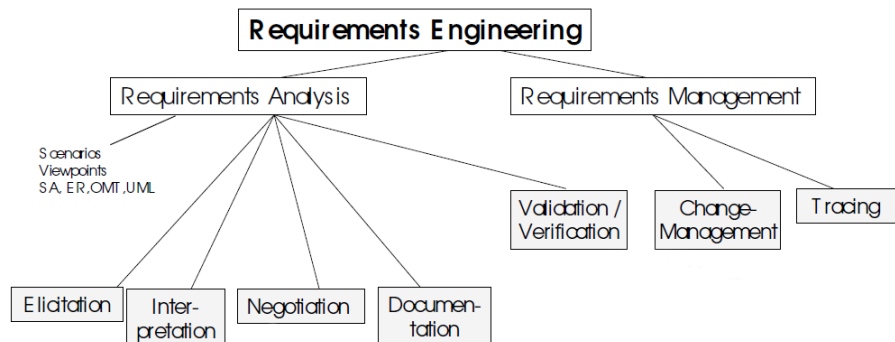 Requirements Engineering
Requirements Analysis
Requirements Management
Scenarios
Viewpoints
SA, ER,OMT,UML
Validation /
Verification
Change-
Management
Tracing
Elicitation
Inter-
pretation
Negotiation
Documen-
tation